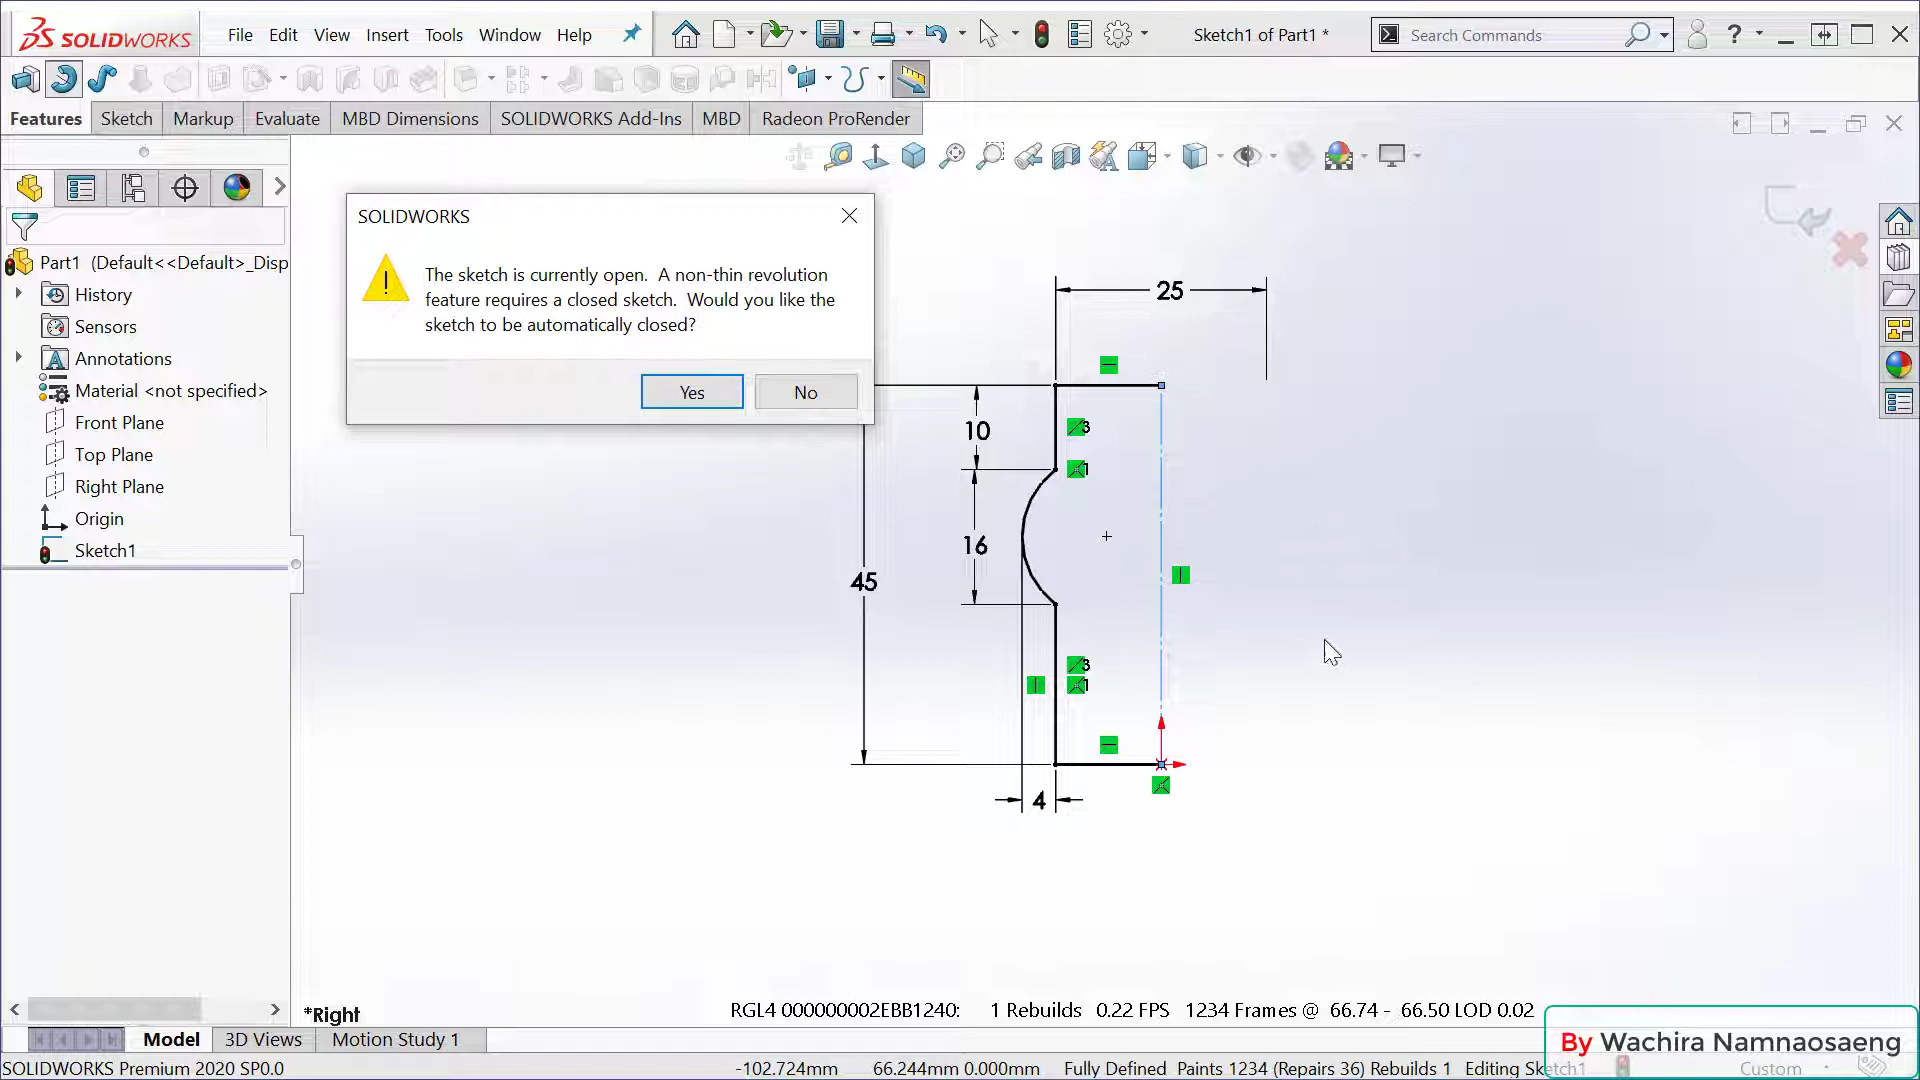 SOLIDWORKS
File Edit View Insert Tools Window Help
Sketch1 of Part1 *
Search Commands
?
Features Sketch Markup Evaluate MBD Dimensions SOLIDWORKS Add-Ins MBD Radeon ProRender
Part1 (Default<<Default>_Disp
History
Sensors
Annotations
Material <not specified>
Front Plane
Top Plane
Right Plane
Origin
Sketch1
SOLIDWORKS
The sketch is currently open. A non-thin revolution
feature requires a closed sketch. Would you like the
sketch to be automatically closed?
Yes No
25
10
3
1
16
45
3
1
4
*Right
RGL4 000000002EBB1240: 1 Rebuilds 0.22 FPS 1234 Frames @ 66.74 - 66.50 LOD 0.02
By Wachira Namnaosaeng
Model 3D Views Motion Study 1
SOLIDWORKS Premium 2020 SP0.0
-102.724mm 66.244mm 0.000mm Fully Defined Paints 1234 (Repairs 36) Rebuilds 1 Editing Sketch1 Custom